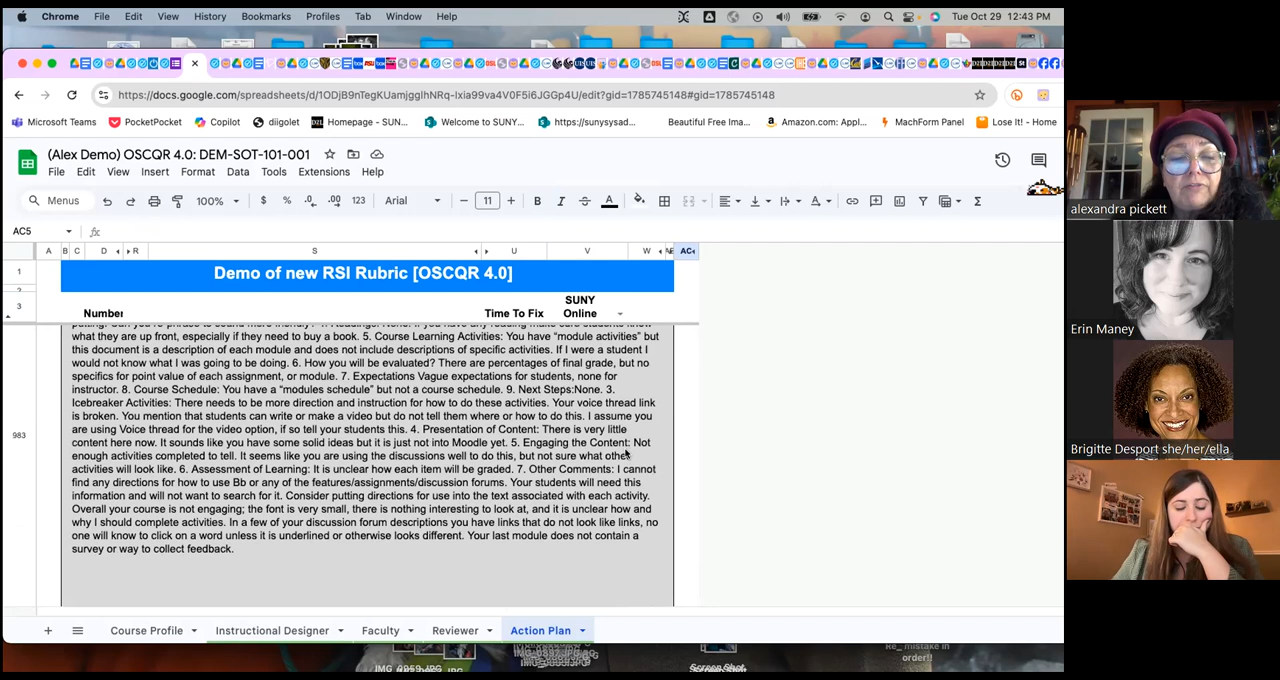 Chrome File Edit View History Bookmarks Profiles Tab Window Help Tue Oct 29 12:43 PM
https://docs.google.com/spreadsheets/d/1ODjB9nTegKUamjggIhNRq-Ixia99va4V0F5i6JGGp4U/edit?gid=1785745148#gid=1785745148
Microsoft Teams PocketPocket Copilot diigolet Homepage - SUN... Welcome to SUNY... https://sunysysad... Beautiful Free Ima... Amazon.com: Appl... MachForm Panel Lose It! - Home
(Alex Demo) OSCQR 4.0: DEM-SOT-101-001
File Edit View Insert Format Data Tools Extensions Help
Menus 100% $ % .0 .00 123 Arial 11 B I A
AC5 fx
A B C D R S U V W AC
1 Demo of new RSI Rubric [OSCQR 4.0]
2
3 Number Time To Fix SUNY Online
what they are up front, especially if they need to buy a book. 5. Course Learning Activities: You have "module activities" but
this document is a description of each module and does not include descriptions of specific activities. If I were a student I
would not know what I was going to be doing. 6. How you will be evaluated? There are percentages of final grade, but no
specifics for point value of each assignment, or module. 7. Expectations Vague expectations for students, none for
instructor. 8. Course Schedule: You have a "modules schedule" but not a course schedule. 9. Next Steps:None. 3.
Icebreaker Activities: There needs to be more direction and instruction for how to do these activities. Your voice thread link
is broken. You mention that students can write or make a video but do not tell them where or how to do this. I assume you
are using Voice thread for the video option, if so tell your students this. 4. Presentation of Content: There is very little
983 content here now. It sounds like you have some solid ideas but it is just not into Moodle yet. 5. Engaging the Content: Not
enough activities completed to tell. It seems like you are using the discussions well to do this, but not sure what other
activities will look like. 6. Assessment of Learning: It is unclear how each item will be graded. 7. Other Comments: I cannot
find any directions for how to use Bb or any of the features/assignments/discussion forums. Your students will need this
information and will not want to search for it. Consider putting directions for use into the text associated with each activity.
Overall your course is not engaging; the font is very small, there is nothing interesting to look at, and it is unclear how and
why I should complete activities. In a few of your discussion forum descriptions you have links that do not look like links, no
one will know to click on a word unless it is underlined or otherwise looks different. Your last module does not contain a
survey or way to collect feedback.
Course Profile Instructional Designer Faculty Reviewer Action Plan
IMG_0959.JPG
Screen Shot
Re_ mistake in
order!!
alexandra pickett
Erin Maney
Brigitte Desport she/her/ella